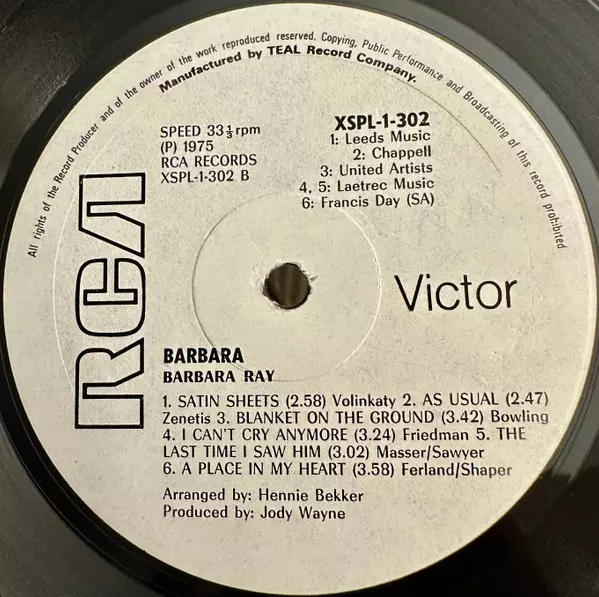 All rights of the Record Producer and of the owner of the work reproduced reserved. Copying, Public Performance and Broadcasting of this record prohibited
Manufactured by TEAL Record Company.
SPEED 33⅓ rpm
(P) 1975
RCA RECORDS
XSPL-1-302 B
XSPL-1-302
1: Leeds Music
2: Chappell
3: United Artists
4, 5: Laetrec Music
6: Francis Day (SA)
RCA
Victor
BARBARA
BARBARA RAY
1. SATIN SHEETS (2.58) Volinkaty 2. AS USUAL (2.47)
Zenetis 3. BLANKET ON THE GROUND (3.42) Bowling
4. I CAN'T CRY ANYMORE (3.24) Friedman 5. THE
LAST TIME I SAW HIM (3.02) Masser/Sawyer
6. A PLACE IN MY HEART (3.58) Ferland/Shaper
Arranged by: Hennie Bekker
Produced by: Jody Wayne